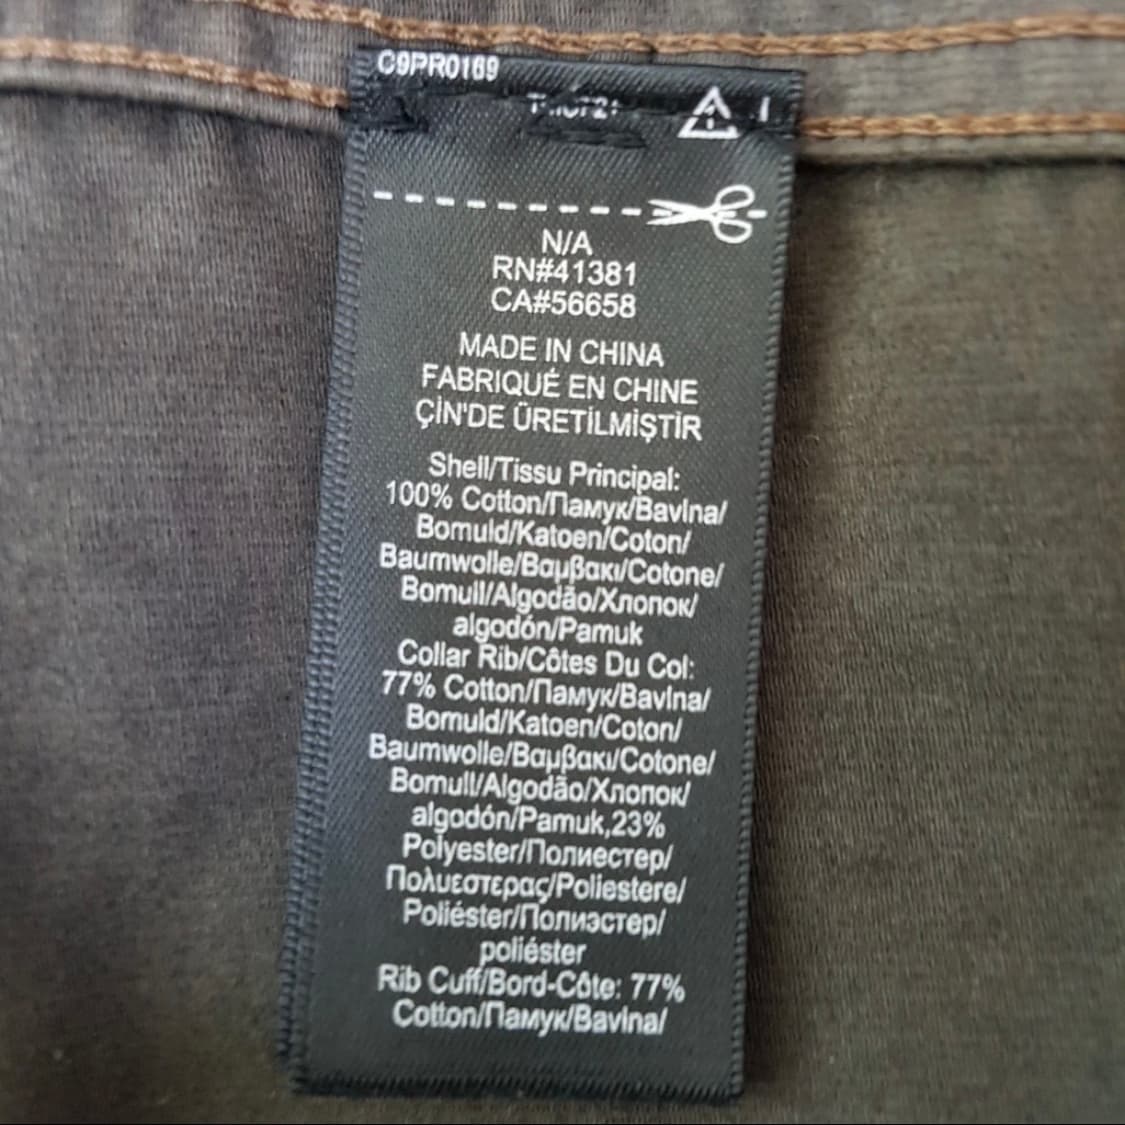 C9PR0169
N/A
RN#41381
CA#56658
MADE IN CHINA
FABRIQUÉ EN CHINE
ÇİN'DE ÜRETİLMİŞTİR
Shell/Tissu Principal:
100% Cotton/Памук/Bavlna/
Bomuld/Katoen/Coton/
Baumwolle/Βαμβακι/Cotone/
Bomull/Algodão/Хлопок/
algodón/Pamuk
Collar Rib/Côtes Du Col:
77% Cotton/Памук/Bavlna/
Bomuld/Katoen/Coton/
Baumwolle/Βαμβακι/Cotone/
Bomull/Algodão/Хлопок/
algodón/Pamuk,23%
Polyester/Полиестер/
Πολυεστερας/Poliestere/
Poliéster/Полиэстер/
poliéster
Rib Cuff/Bord-Côte: 77%
Cotton/Памук/Bavlna/